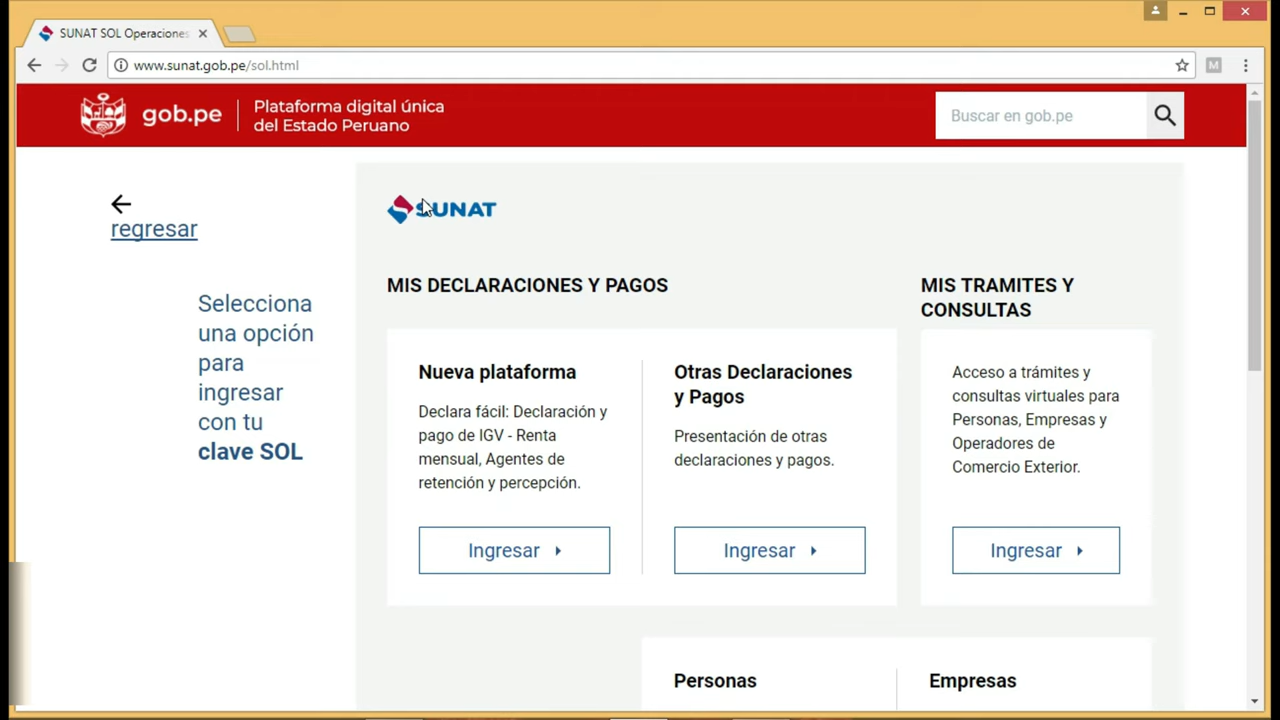 SUNAT SOL Operaciones
www.sunat.gob.pe/sol.html
M
gob.pe
Plataforma digital única
del Estado Peruano
Buscar en gob.pe
regresar
Selecciona
una opción
para
ingresar
con tu
clave SOL
SUNAT
MIS DECLARACIONES Y PAGOS
Nueva plataforma
Declara fácil: Declaración y
pago de IGV - Renta
mensual, Agentes de
retención y percepción.
Ingresar
Otras Declaraciones
y Pagos
Presentación de otras
declaraciones y pagos.
Ingresar
MIS TRAMITES Y
CONSULTAS
Acceso a trámites y
consultas virtuales para
Personas, Empresas y
Operadores de
Comercio Exterior.
Ingresar
Personas
Empresas